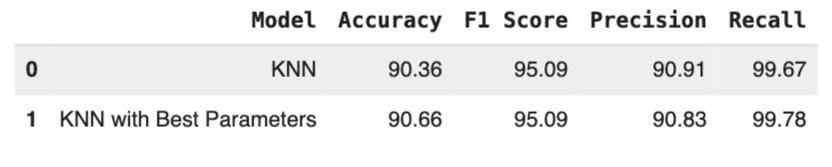 Model Accuracy F1 Score Precision Recall
0 KNN 90.36 95.09 90.91 99.67
1 KNN with Best Parameters 90.66 95.09 90.83 99.78